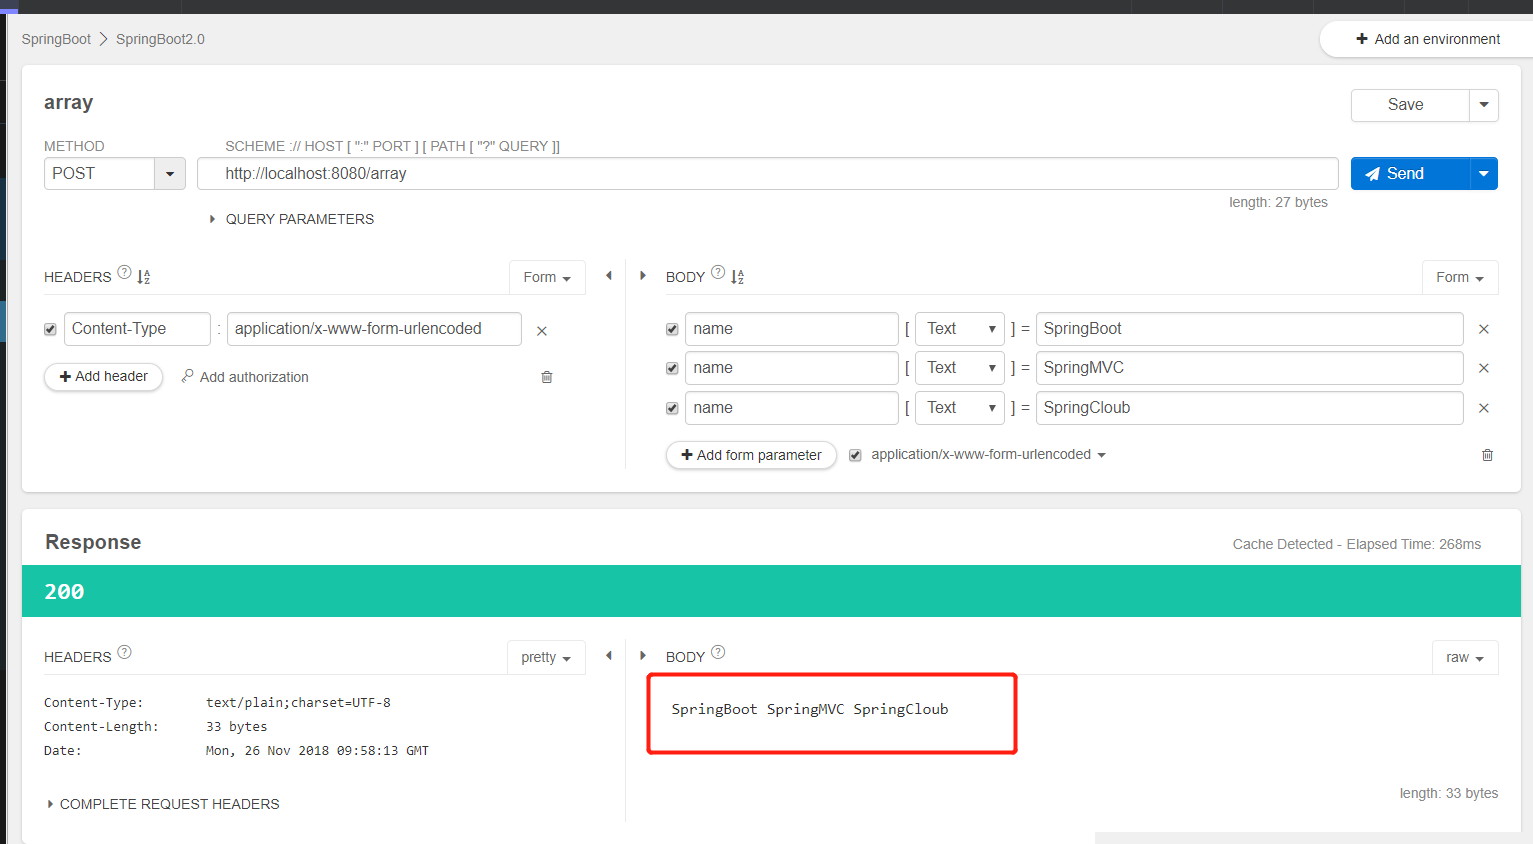 SpringBoot > SpringBoot2.0
Add an environment
array
Save
METHOD
SCHEME :// HOST [ ":" PORT ] [ PATH [ "?" QUERY ]]
POST
http://localhost:8080/array
Send
length: 27 bytes
QUERY PARAMETERS
HEADERS ? Form
BODY ? Form
Content-Type : application/x-www-form-urlencoded
Add header
Add authorization
name [ Text ] = SpringBoot
name [ Text ] = SpringMVC
name [ Text ] = SpringCloub
Add form parameter
application/x-www-form-urlencoded
Response
Cache Detected - Elapsed Time: 268ms
200
HEADERS ? pretty
BODY ? raw
Content-Type: text/plain;charset=UTF-8
Content-Length: 33 bytes
Date: Mon, 26 Nov 2018 09:58:13 GMT
SpringBoot SpringMVC SpringCloub
length: 33 bytes
COMPLETE REQUEST HEADERS